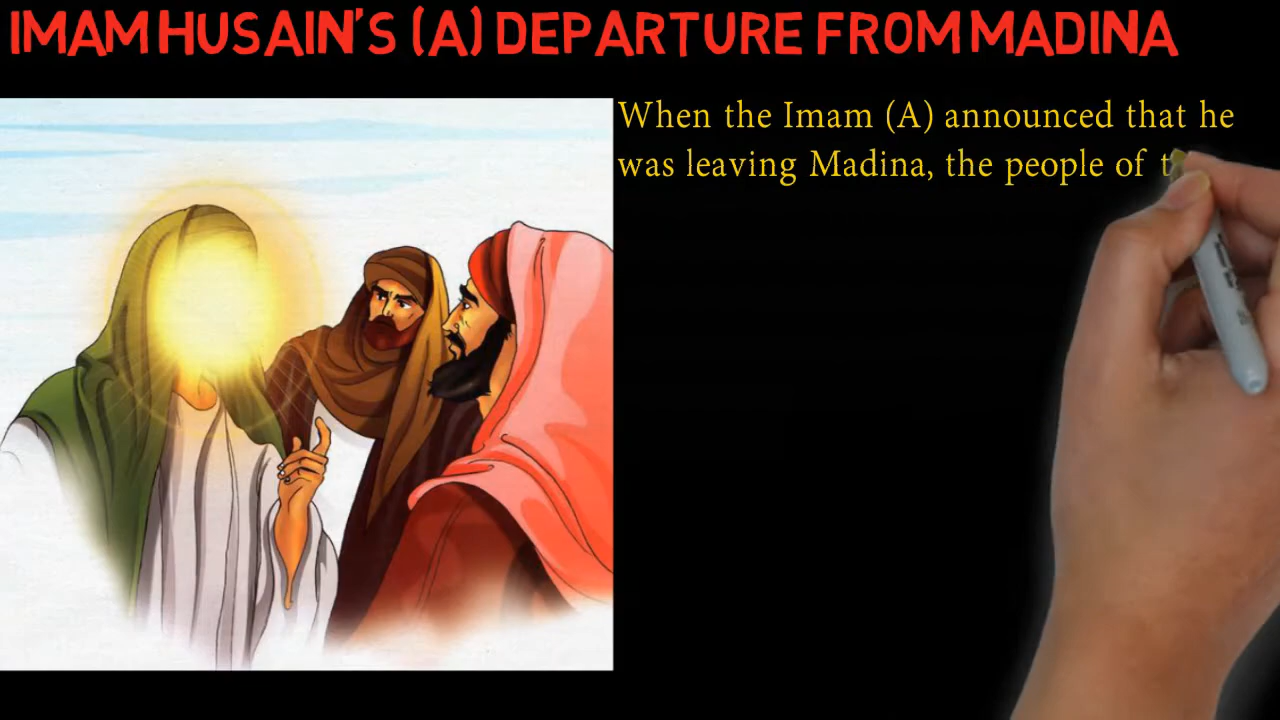 IMAM HUSAIN'S (A) DEPARTURE FROM MADINA
When the Imam (A) announced that he
was leaving Madina, the people of t